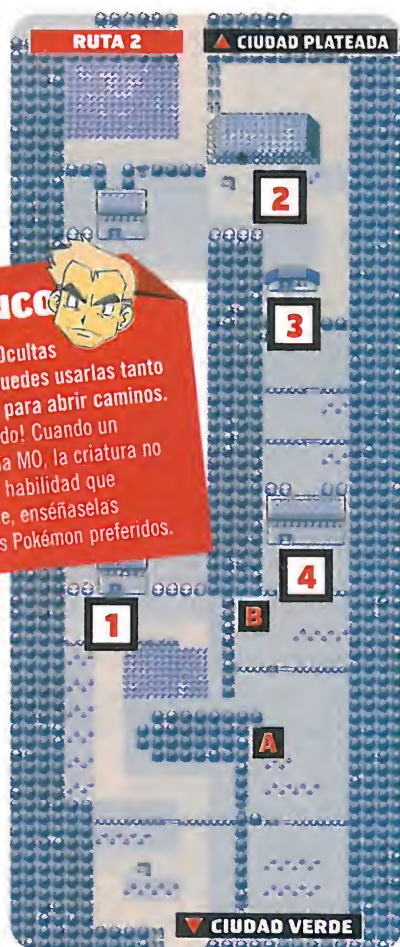 RUTA 2
▲ CIUDAD PLATEADA
2
3
UCO
Ocultas
uedes usarlas tanto
para abrir caminos.
do! Cuando un
a MO, la criatura no
habilidad que
e, enséñaselas
s Pokémon preferidos.
4
1
B
A
▼ CIUDAD VERDE